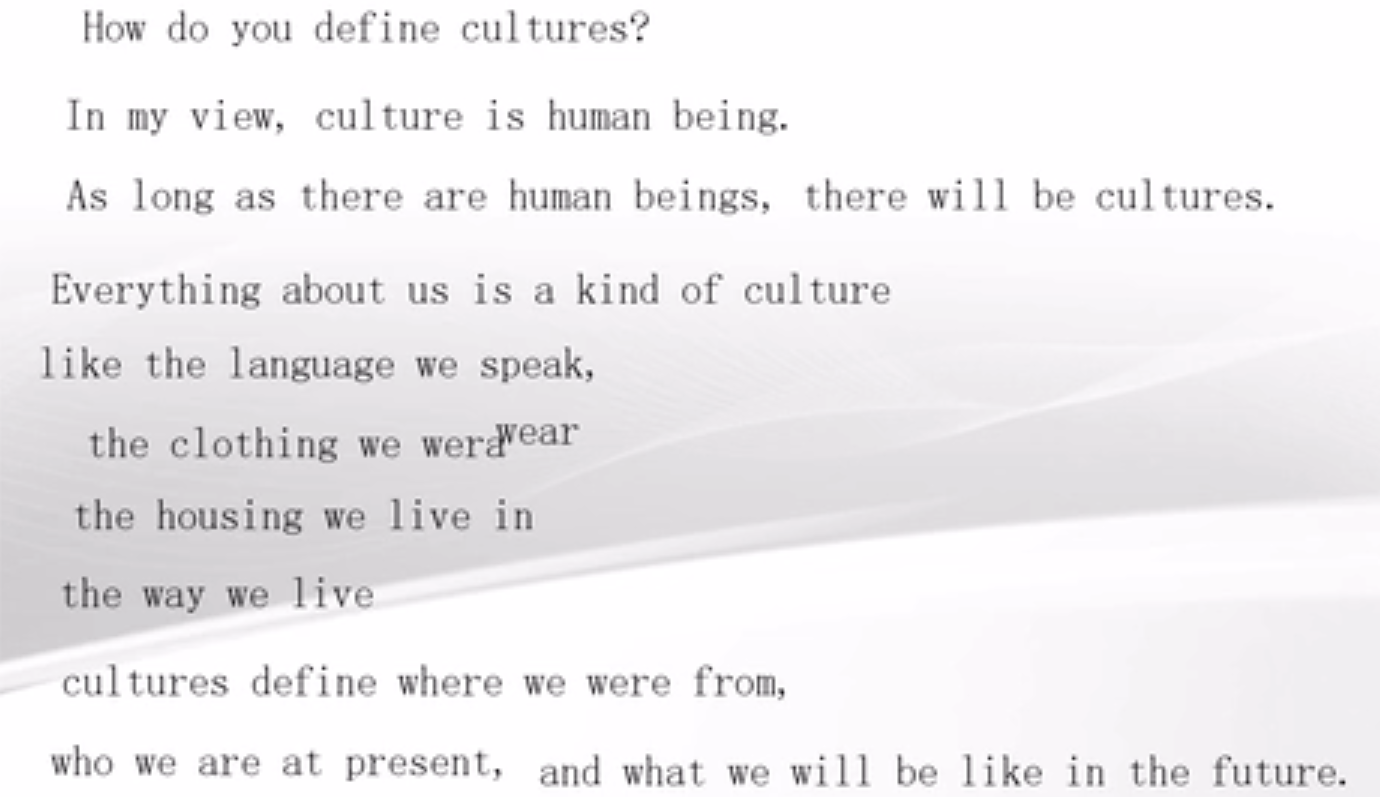 How do you define cultures?
In my view, culture is human being.
As long as there are human beings, there will be cultures.
Everything about us is a kind of culture
like the language we speak,
the clothing we wera wear
the housing we live in
the way we live
cultures define where we were from,
who we are at present, and what we will be like in the future.